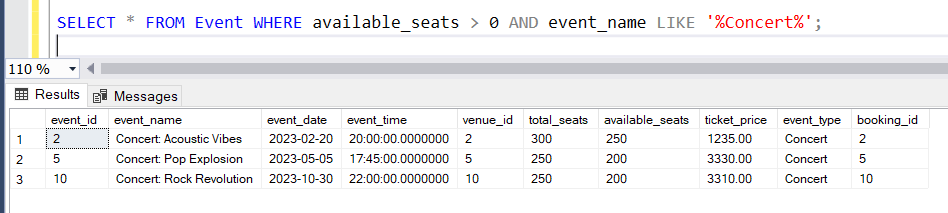 SELECT * FROM Event WHERE available_seats > 0 AND event_name LIKE '%Concert%';
110 %
Results Messages
event_id event_name event_date event_time venue_id total_seats available_seats ticket_price event_type booking_id
1 2 Concert: Acoustic Vibes 2023-02-20 20:00:00.0000000 2 300 250 1235.00 Concert 2
2 5 Concert: Pop Explosion 2023-05-05 17:45:00.0000000 5 250 200 3330.00 Concert 5
3 10 Concert: Rock Revolution 2023-10-30 22:00:00.0000000 10 250 200 3310.00 Concert 10